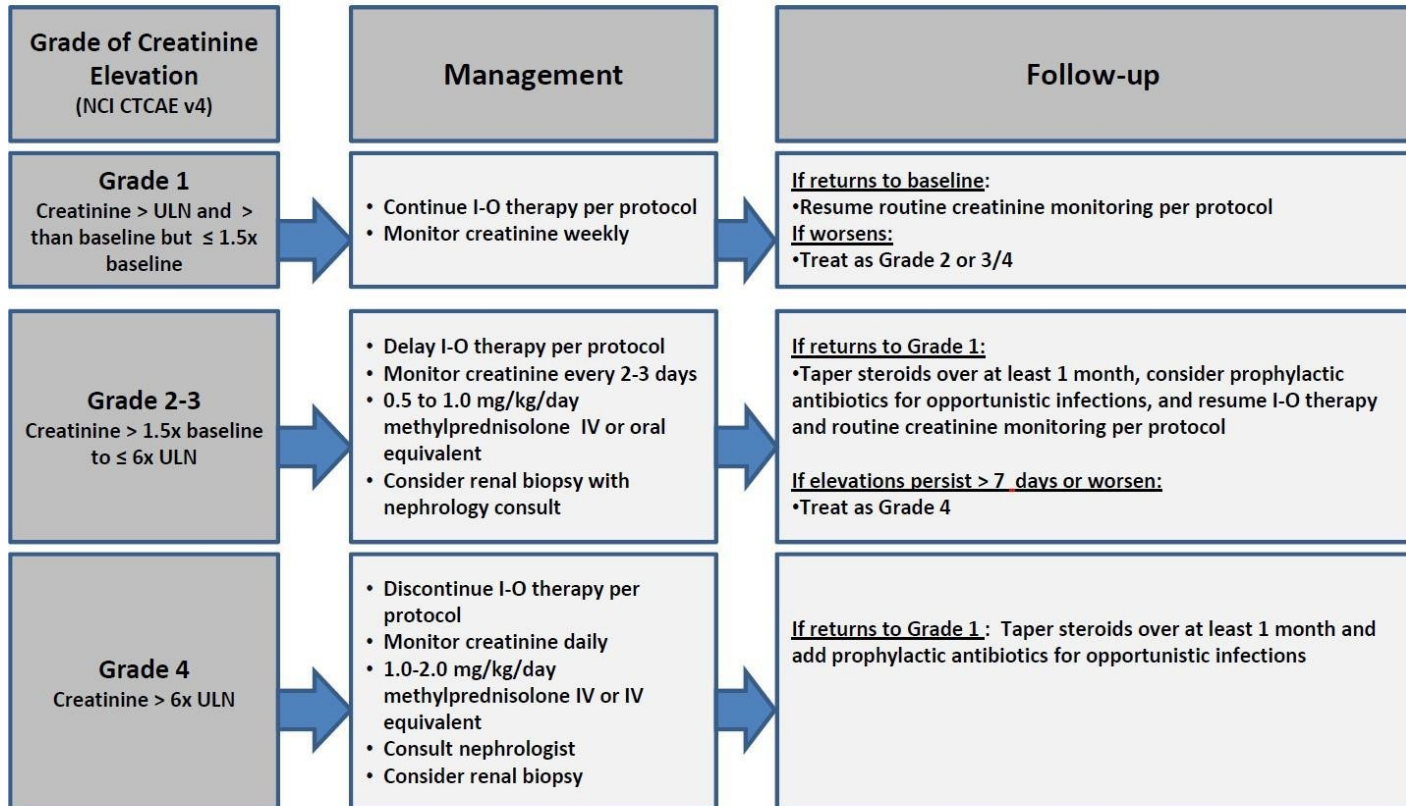 Grade of Creatinine
Elevation
(NCI CTCAE v4)
Management
Follow-up
Grade 1
Creatinine > ULN and >
than baseline but ≤ 1.5x
baseline
• Continue I-O therapy per protocol
• Monitor creatinine weekly
If returns to baseline:
•Resume routine creatinine monitoring per protocol
If worsens:
•Treat as Grade 2 or 3/4
Grade 2-3
Creatinine > 1.5x baseline
to ≤ 6x ULN
• Delay I-O therapy per protocol
• Monitor creatinine every 2-3 days
• 0.5 to 1.0 mg/kg/day
methylprednisolone IV or oral
equivalent
• Consider renal biopsy with
nephrology consult
If returns to Grade 1:
•Taper steroids over at least 1 month, consider prophylactic
antibiotics for opportunistic infections, and resume I-O therapy
and routine creatinine monitoring per protocol
If elevations persist > 7 days or worsen:
•Treat as Grade 4
Grade 4
Creatinine > 6x ULN
• Discontinue I-O therapy per
protocol
• Monitor creatinine daily
• 1.0-2.0 mg/kg/day
methylprednisolone IV or IV
equivalent
• Consult nephrologist
• Consider renal biopsy
If returns to Grade 1 : Taper steroids over at least 1 month and
add prophylactic antibiotics for opportunistic infections